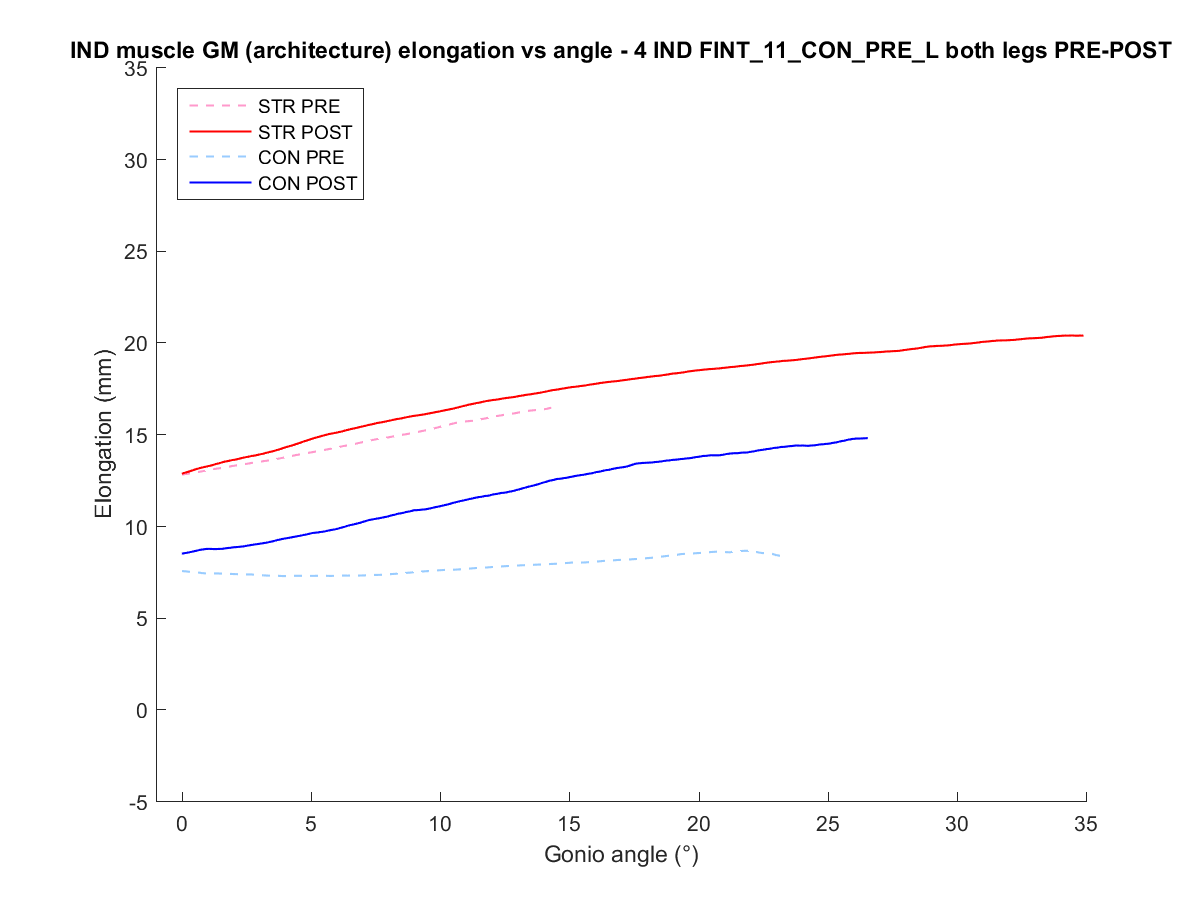 IND muscle GM (architecture) elongation vs angle - 4 IND FINT_11_CON_PRE_L both legs PRE-POST
35
30
25
20
15
10
5
0
-5
Elongation (mm)
STR PRE
STR POST
CON PRE
CON POST
0 5 10 15 20 25 30 35
Gonio angle (°)